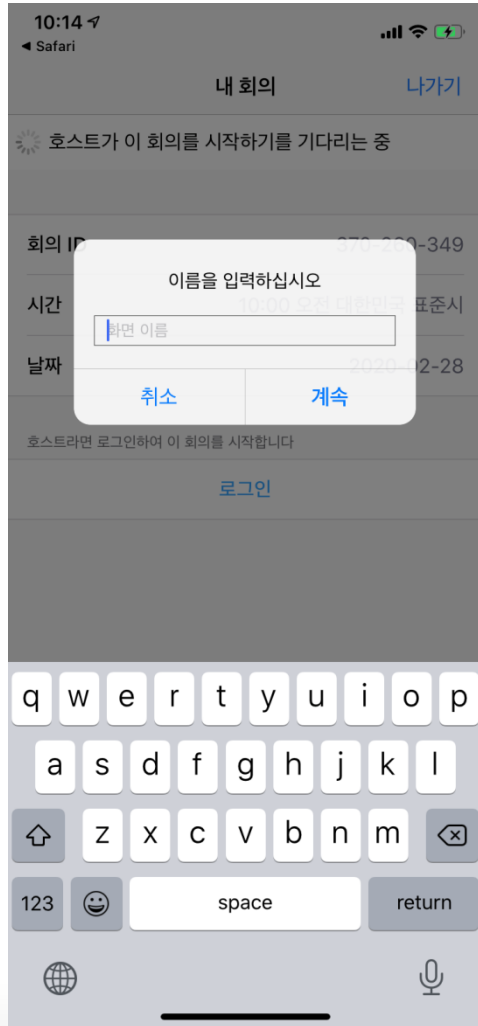 10:14
◀ Safari
내 회의
나가기
호스트가 이 회의를 시작하기를 기다리는 중
회의 ID
370-260-349
이름을 입력하십시오
시간
10:00 오전 대한민국 표준시
화면 이름
날짜
2020-02-28
취소
계속
호스트라면 로그인하여 이 회의를 시작합니다
로그인
q w e r t y u i o p
a s d f g h j k l
z x c v b n m
123
space
return